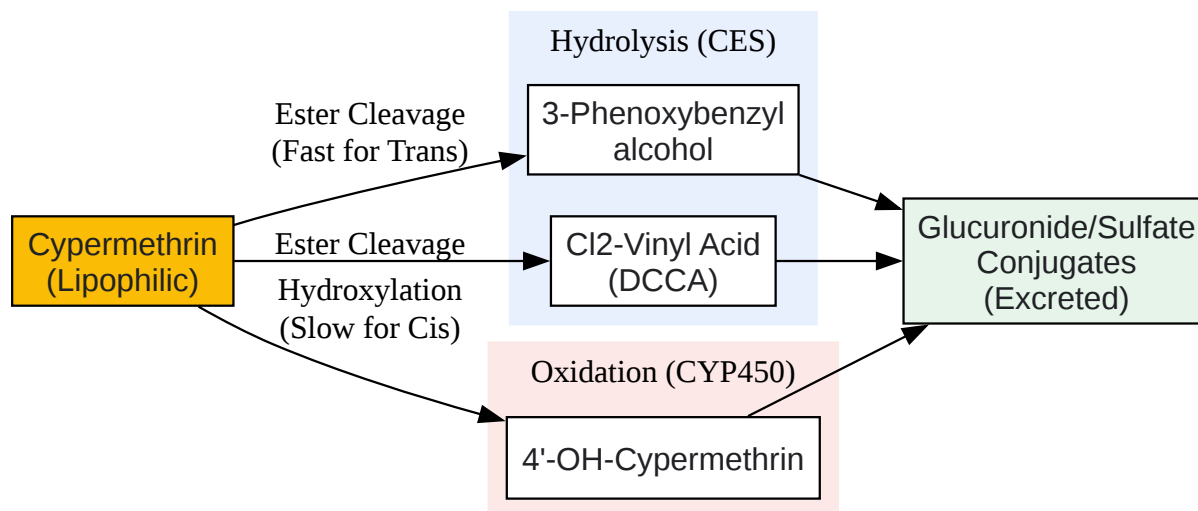 Hydrolysis (CES)
Ester Cleavage
(Fast for Trans)
3-Phenoxybenzyl
alcohol
Cypermethrin
(Lipophilic)
Ester Cleavage
Cl2-Vinyl Acid
(DCCA)
Glucuronide/Sulfate
Conjugates
(Excreted)
Hydroxylation
(Slow for Cis)
Oxidation (CYP450)
4'-OH-Cypermethrin